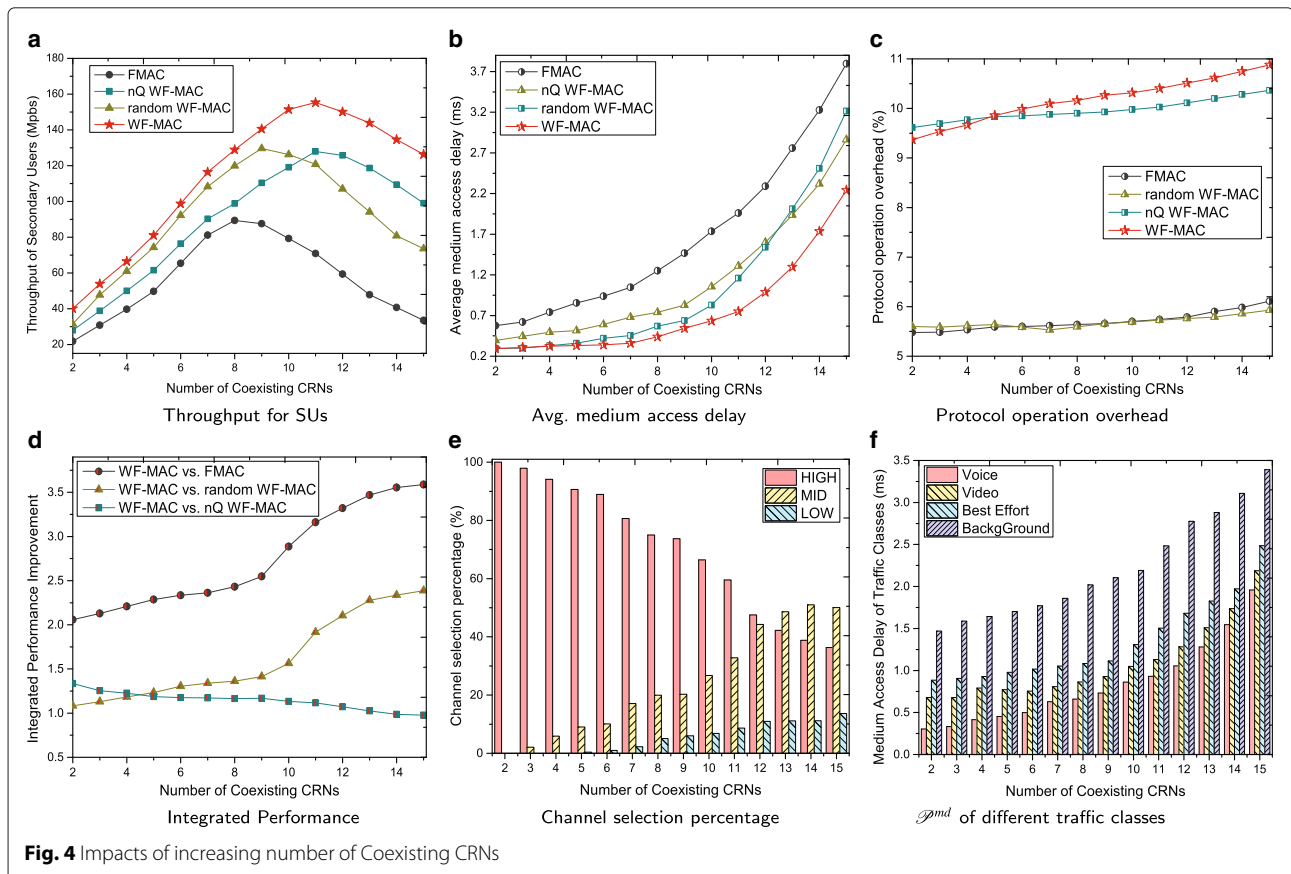 a
Throughput of Secondary Users (Mpbs)
180
160
140
120
100
80
60
40
20
FMAC
nQ WF-MAC
random WF-MAC
WF-MAC
2 4 6 8 10 12 14
Number of Coexisting CRNs
Throughput for SUs
b
Average medium access delay (ms)
3.7
3.2
2.7
2.2
1.7
1.2
0.7
0.2
FMAC
nQ WF-MAC
random WF-MAC
WF-MAC
2 4 6 8 10 12 14
Number of Coexisting CRNs
Avg. medium access delay
c
Protocol operation overhead (%)
11
10
9
8
7
6
5
FMAC
random WF-MAC
nQ WF-MAC
WF-MAC
2 4 6 8 10 12 14
Number of Coexisting CRNs
Protocol operation overhead
d
Integrated Performance Improvement
3.5
3.0
2.5
2.0
1.5
1.0
0.5
WF-MAC vs. FMAC
WF-MAC vs. random WF-MAC
WF-MAC vs. nQ WF-MAC
2 4 6 8 10 12 14
Number of Coexisting CRNs
Integrated Performance
e
Channel selection percentage (%)
100
80
60
40
20
0
HIGH
MID
LOW
2 3 4 5 6 7 8 9 10 11 12 13 14 15
Number of Coexisting CRNs
Channel selection percentage
f
Medium Access Delay of Traffic Classes (ms)
3.5
3.0
2.5
2.0
1.5
1.0
0.5
0.0
Voice
Video
Best Effort
BackgGround
2 3 4 5 6 7 8 9 10 11 12 13 14 15
Number of Coexisting CRNs
𝒫md of different traffic classes
Fig. 4 Impacts of increasing number of Coexisting CRNs